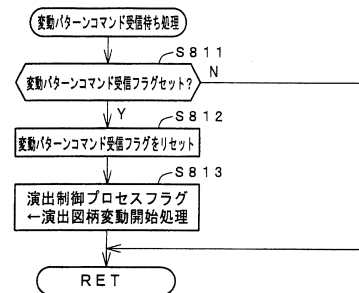 変動パターンコマンド受信待ち処理
S811
変動パターンコマンド受信フラグセット?
N
Y
S812
変動パターンコマンド受信フラグをリセット
S813
演出制御プロセスフラグ
←演出図柄変動開始処理
RET